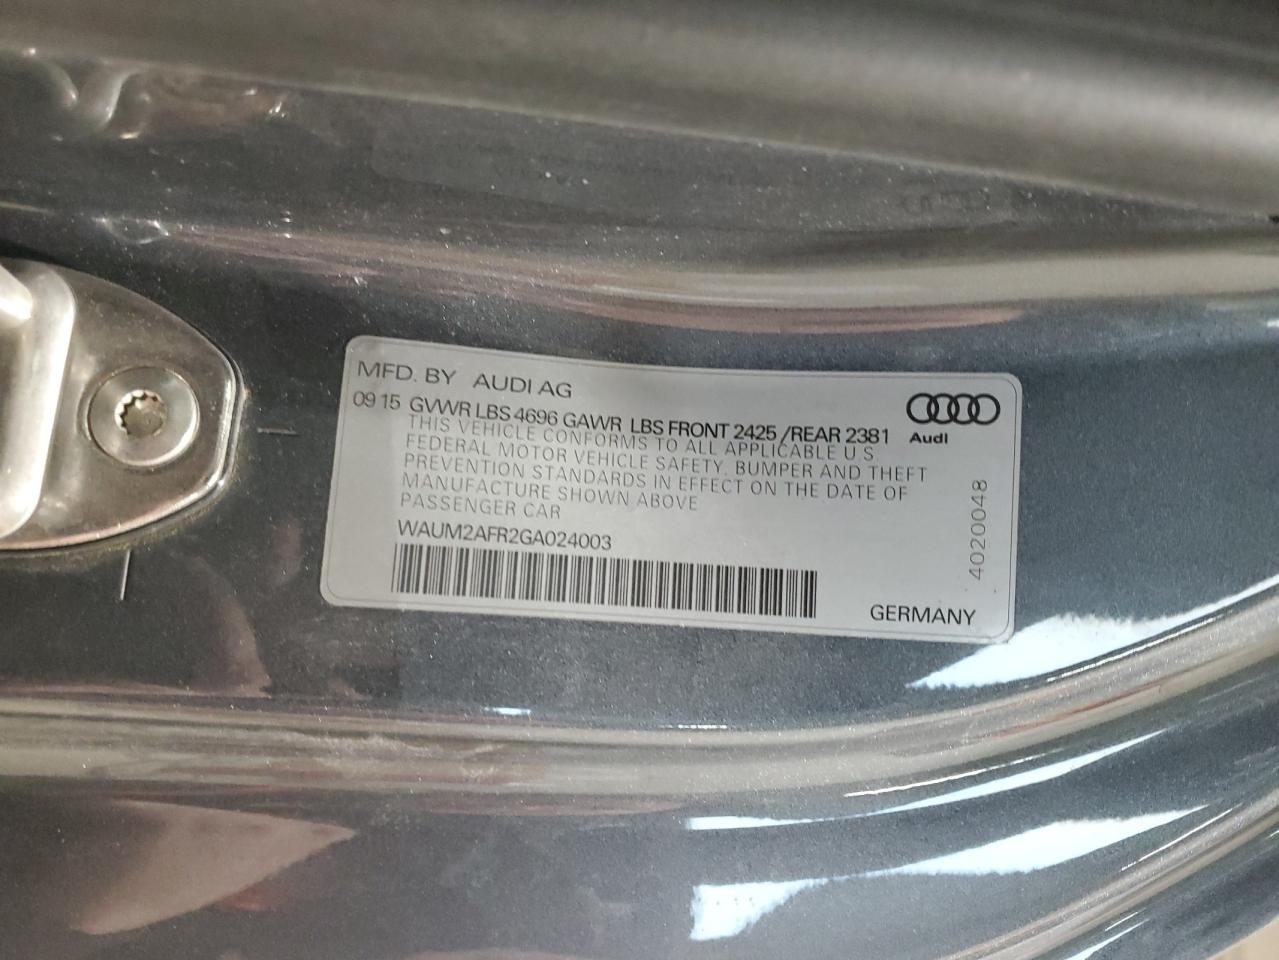 MFD. BY AUDI AG
09 15 GVWR LBS 4696 GAWR LBS FRONT 2425 /REAR 2381
THIS VEHICLE CONFORMS TO ALL APPLICABLE U S
FEDERAL MOTOR VEHICLE SAFETY, BUMPER AND THEFT
PREVENTION STANDARDS IN EFFECT ON THE DATE OF
MANUFACTURE SHOWN ABOVE
PASSENGER CAR
WAUM2AFR2GA024003
Audi
40200048
GERMANY